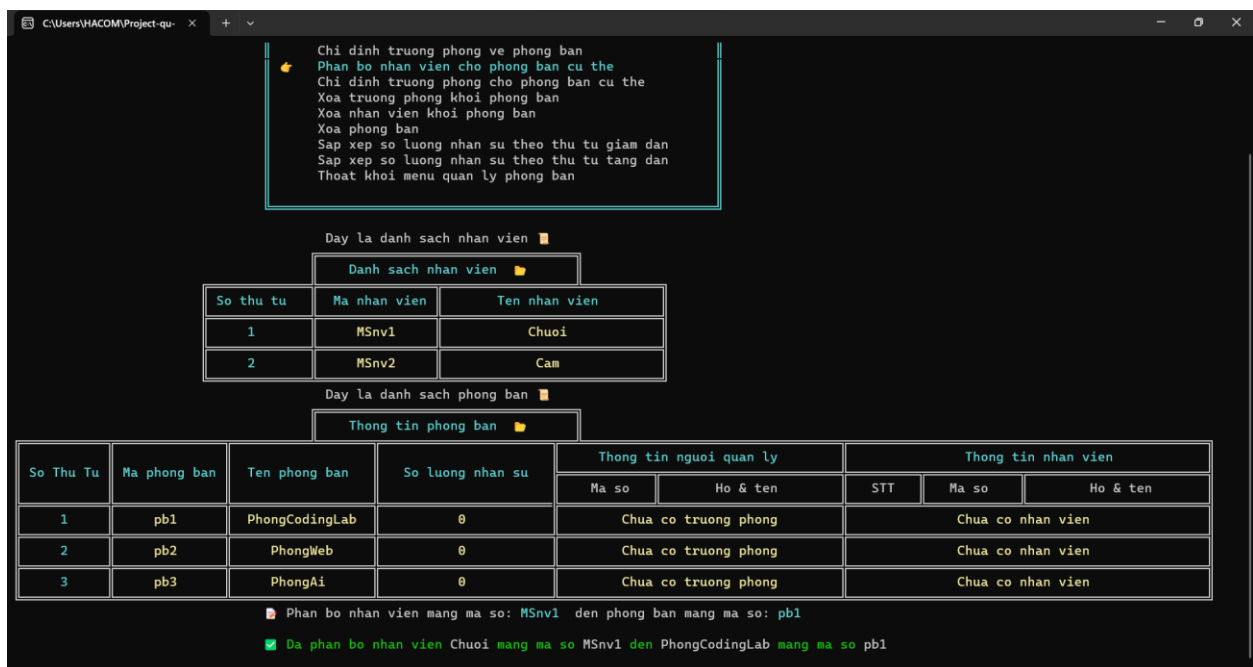 C:\Users\HACOM\Project-qu-
Chi dinh truong phong ve phong ban
Phan bo nhan vien cho phong ban cu the
Chi dinh truong phong cho phong ban cu the
Xoa truong phong khoi phong ban
Xoa nhan vien khoi phong ban
Xoa phong ban
Sap xep so luong nhan su theo thu tu giam dan
Sap xep so luong nhan su theo thu tu tang dan
Thoat khoi menu quan ly phong ban
Day la danh sach nhan vien
Danh sach nhan vien
So thu tu Ma nhan vien Ten nhan vien
1 MSnv1 Chuoi
2 MSnv2 Cam
Day la danh sach phong ban
Thong tin phong ban
So Thu Tu Ma phong ban Ten phong ban So luong nhan su Thong tin nguoi quan ly Thong tin nhan vien
Ma so Ho & ten STT Ma so Ho & ten
1 pb1 PhongCodingLab 0 Chua co truong phong Chua co nhan vien
2 pb2 PhongWeb 0 Chua co truong phong Chua co nhan vien
3 pb3 PhongAi 0 Chua co truong phong Chua co nhan vien
Phan bo nhan vien mang ma so: MSnv1 den phong ban mang ma so: pb1
Da phan bo nhan vien Chuoi mang ma so MSnv1 den PhongCodingLab mang ma so pb1